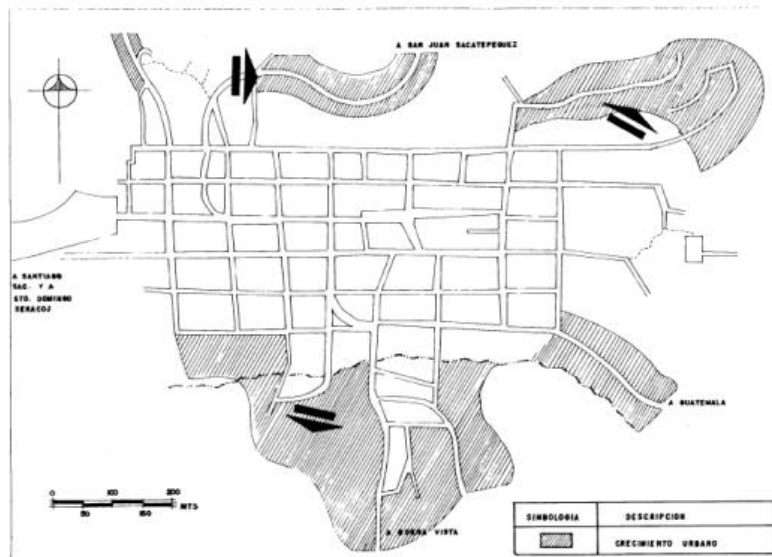 A SAN JUAN SACATEPEQUEZ
A SANTIAGO
SAC. Y A
STO. DOMINGO
XENACOJ
A GUATEMALA
0 100 200
50 150 MTS
A BUENA VISTA
SIMBOLOGIA DESCRIPCION
CRECIMIENTO URBANO